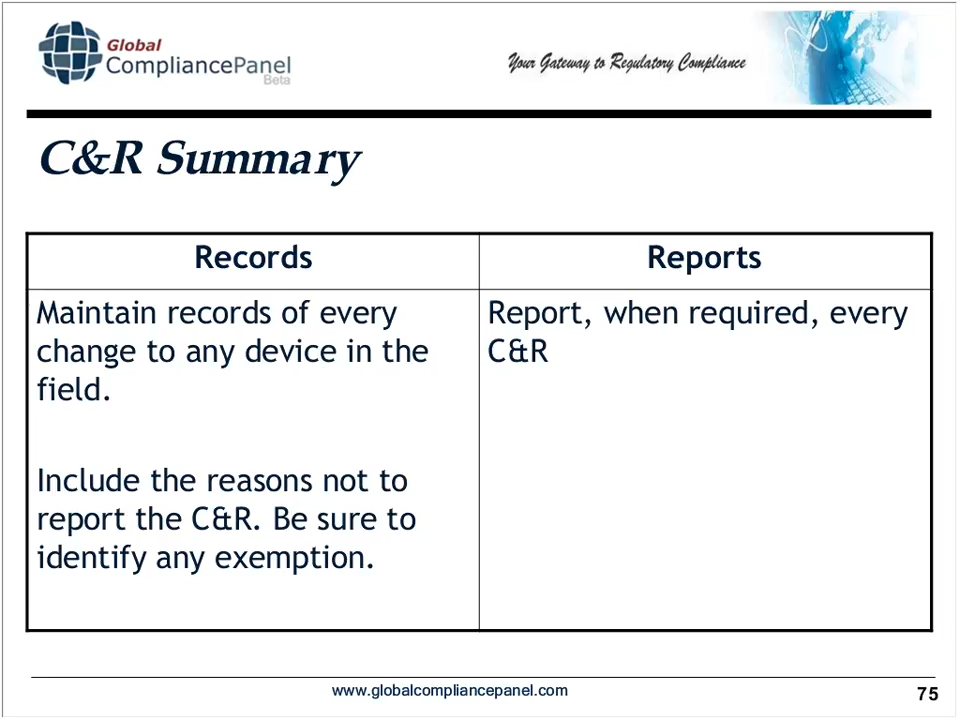 Global
CompliancePanel
Beta
Your Gateway to Regulatory Compliance
C&R Summary
Records
Reports
Maintain records of every
change to any device in the
field.
Include the reasons not to
report the C&R. Be sure to
identify any exemption.
Report, when required, every
C&R
www.globalcompliancepanel.com
75